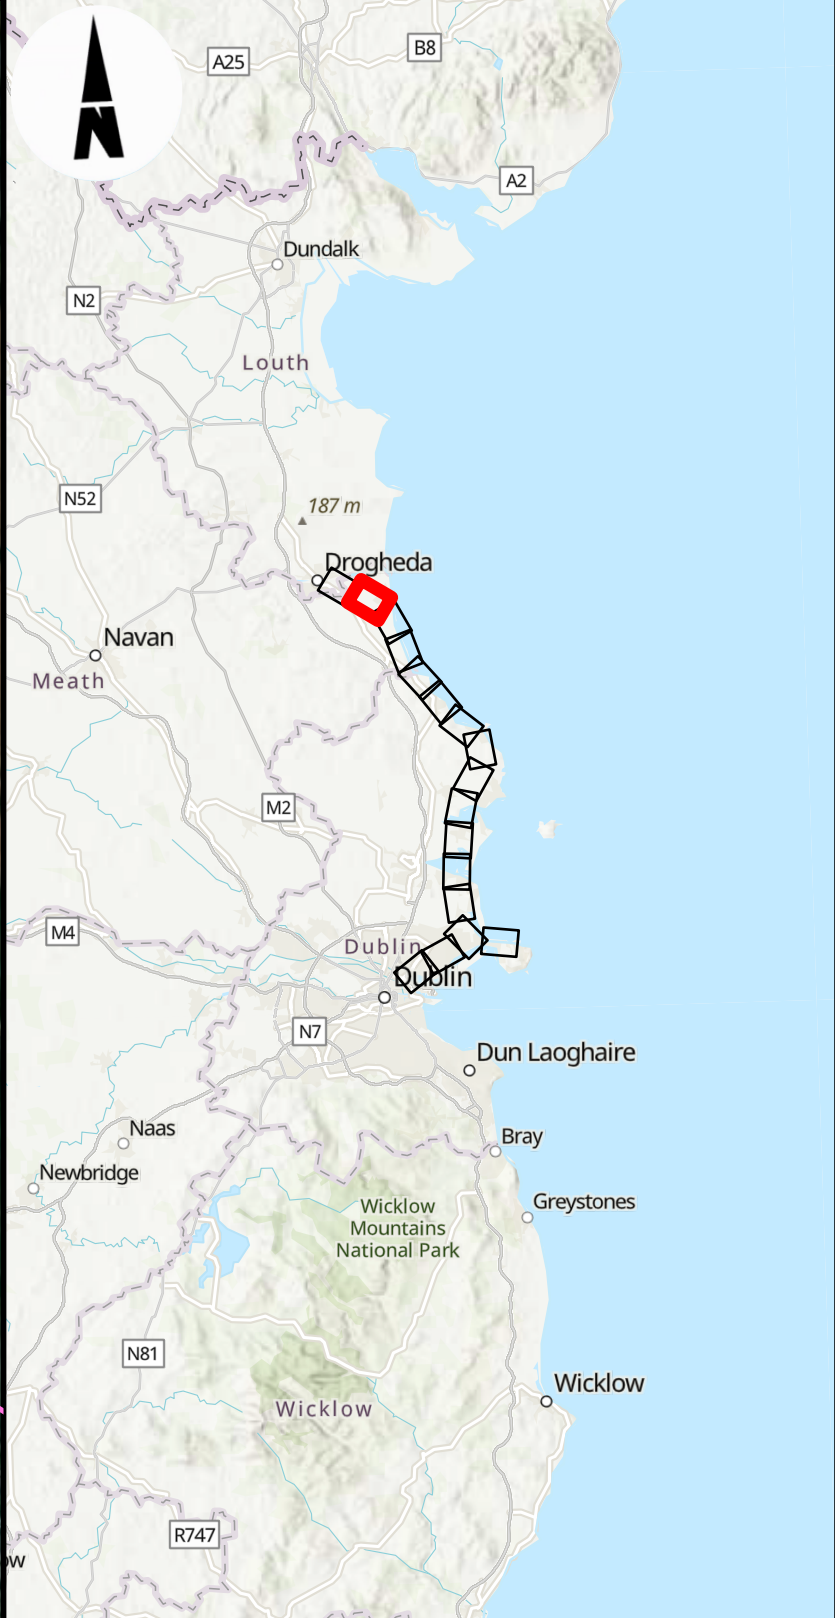 B8
A25
N
A2
Dundalk
N2
Louth
N52
187 m
Drogheda
Navan
Meath
M2
M4
Dublin
Dublin
N7
Dun Laoghaire
Naas
Bray
Newbridge
Greystones
Wicklow
Mountains
National Park
N81
Wicklow
Wicklow
R747
ow